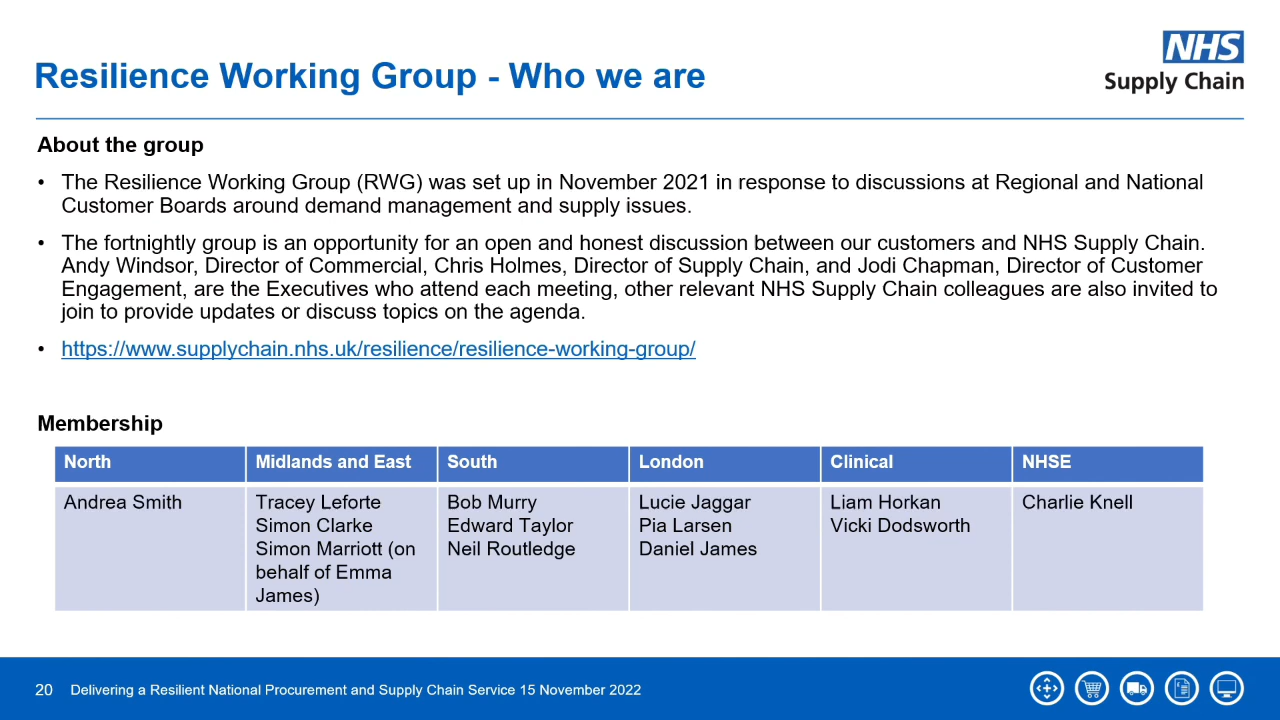 NHS
Supply Chain
Resilience Working Group - Who we are
About the group
• The Resilience Working Group (RWG) was set up in November 2021 in response to discussions at Regional and National
Customer Boards around demand management and supply issues.
• The fortnightly group is an opportunity for an open and honest discussion between our customers and NHS Supply Chain.
Andy Windsor, Director of Commercial, Chris Holmes, Director of Supply Chain, and Jodi Chapman, Director of Customer
Engagement, are the Executives who attend each meeting, other relevant NHS Supply Chain colleagues are also invited to
join to provide updates or discuss topics on the agenda.
• https://www.supplychain.nhs.uk/resilience/resilience-working-group/
Membership
North
Midlands and East
South
London
Clinical
NHSE
Andrea Smith
Tracey Leforte
Simon Clarke
Simon Marriott (on
behalf of Emma
James)
Bob Murry
Edward Taylor
Neil Routledge
Lucie Jaggar
Pia Larsen
Daniel James
Liam Horkan
Vicki Dodsworth
Charlie Knell
20 Delivering a Resilient National Procurement and Supply Chain Service 15 November 2022